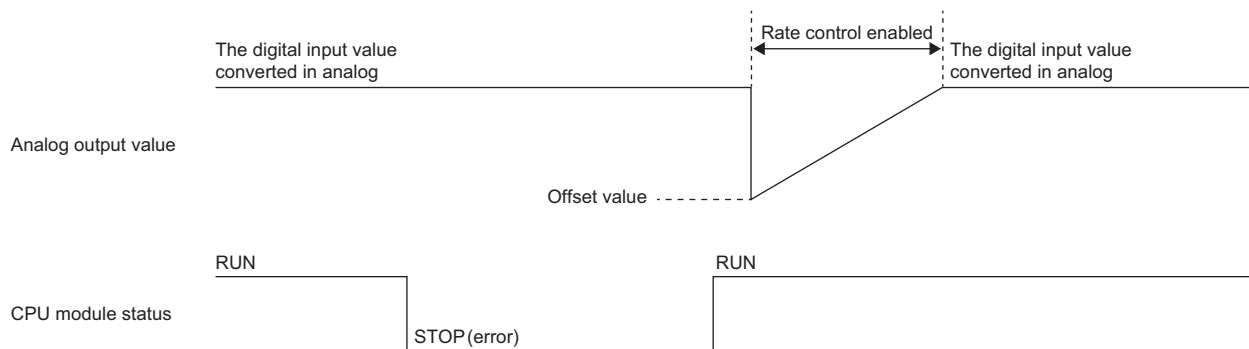 Rate control enabled
The digital input value
converted in analog
The digital input value
converted in analog
Analog output value
Offset value
RUN
RUN
CPU module status
STOP(error)